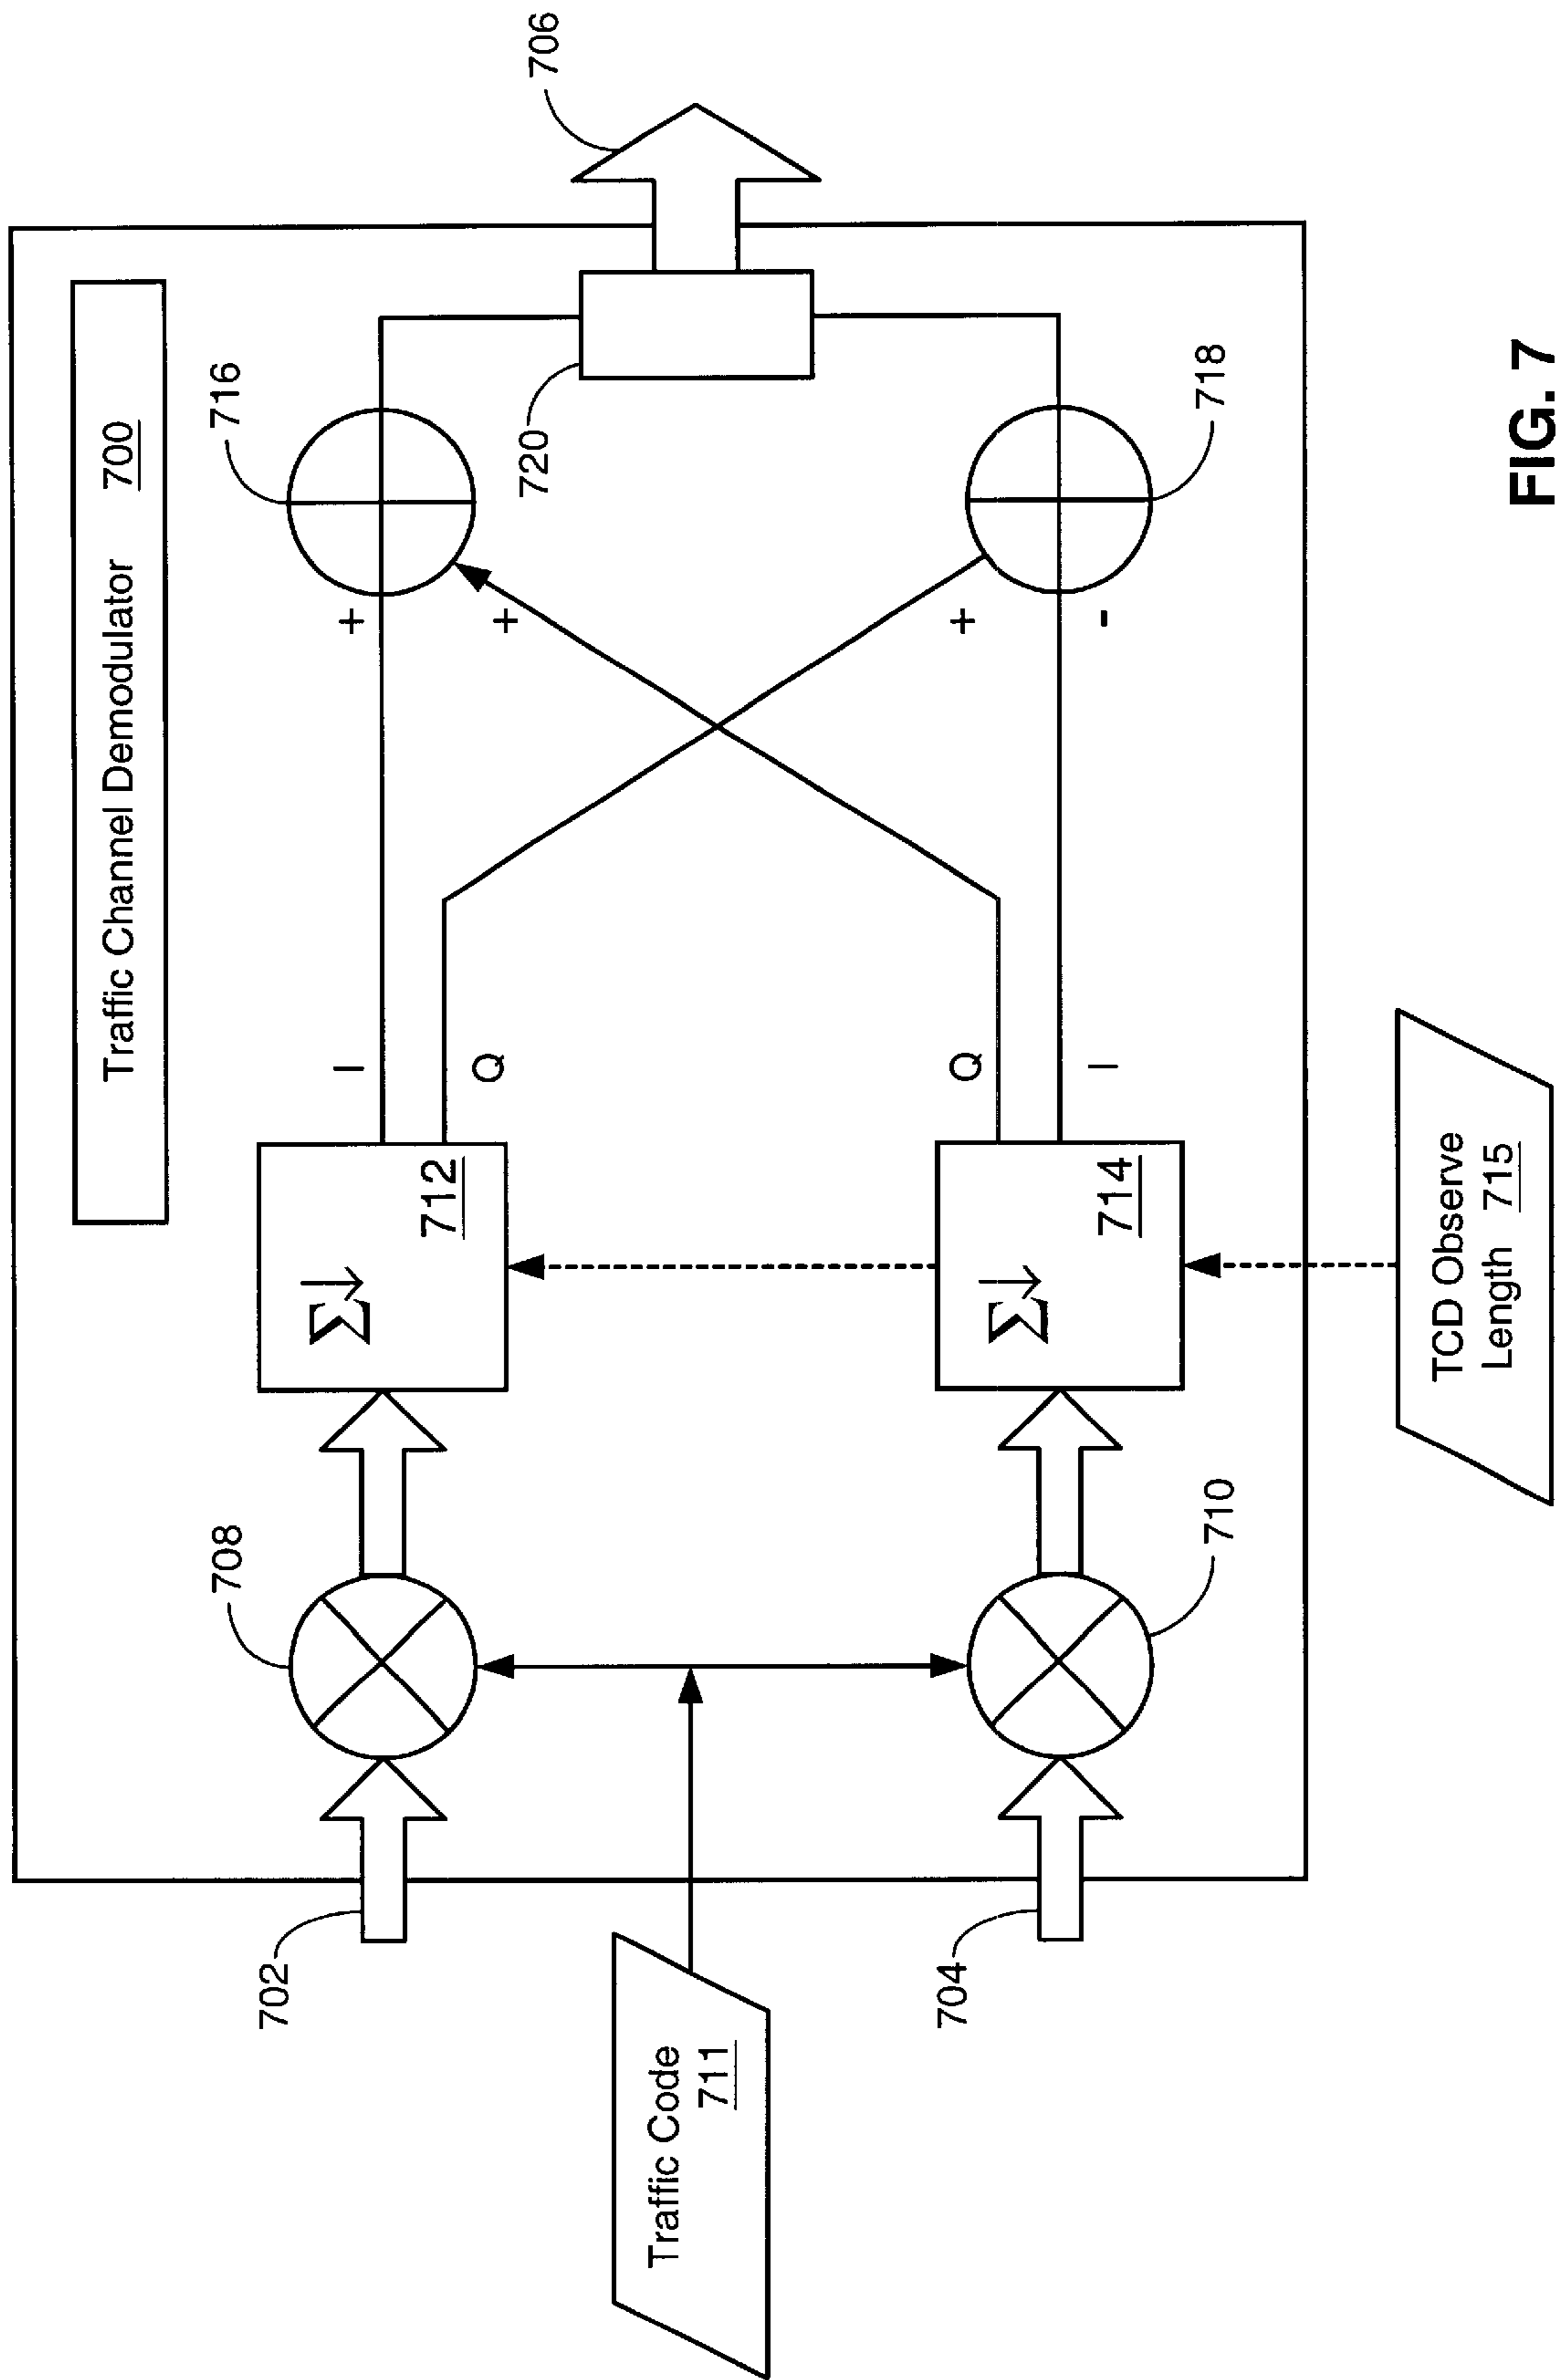 Traffic Channel Demodulator 700
706
716
708
702
I
Q
712
Σ
+
+
720
Traffic Code
711
704
710
Q
I
714
Σ
+
-
718
TCD Observe
Length 715
FIG. 7